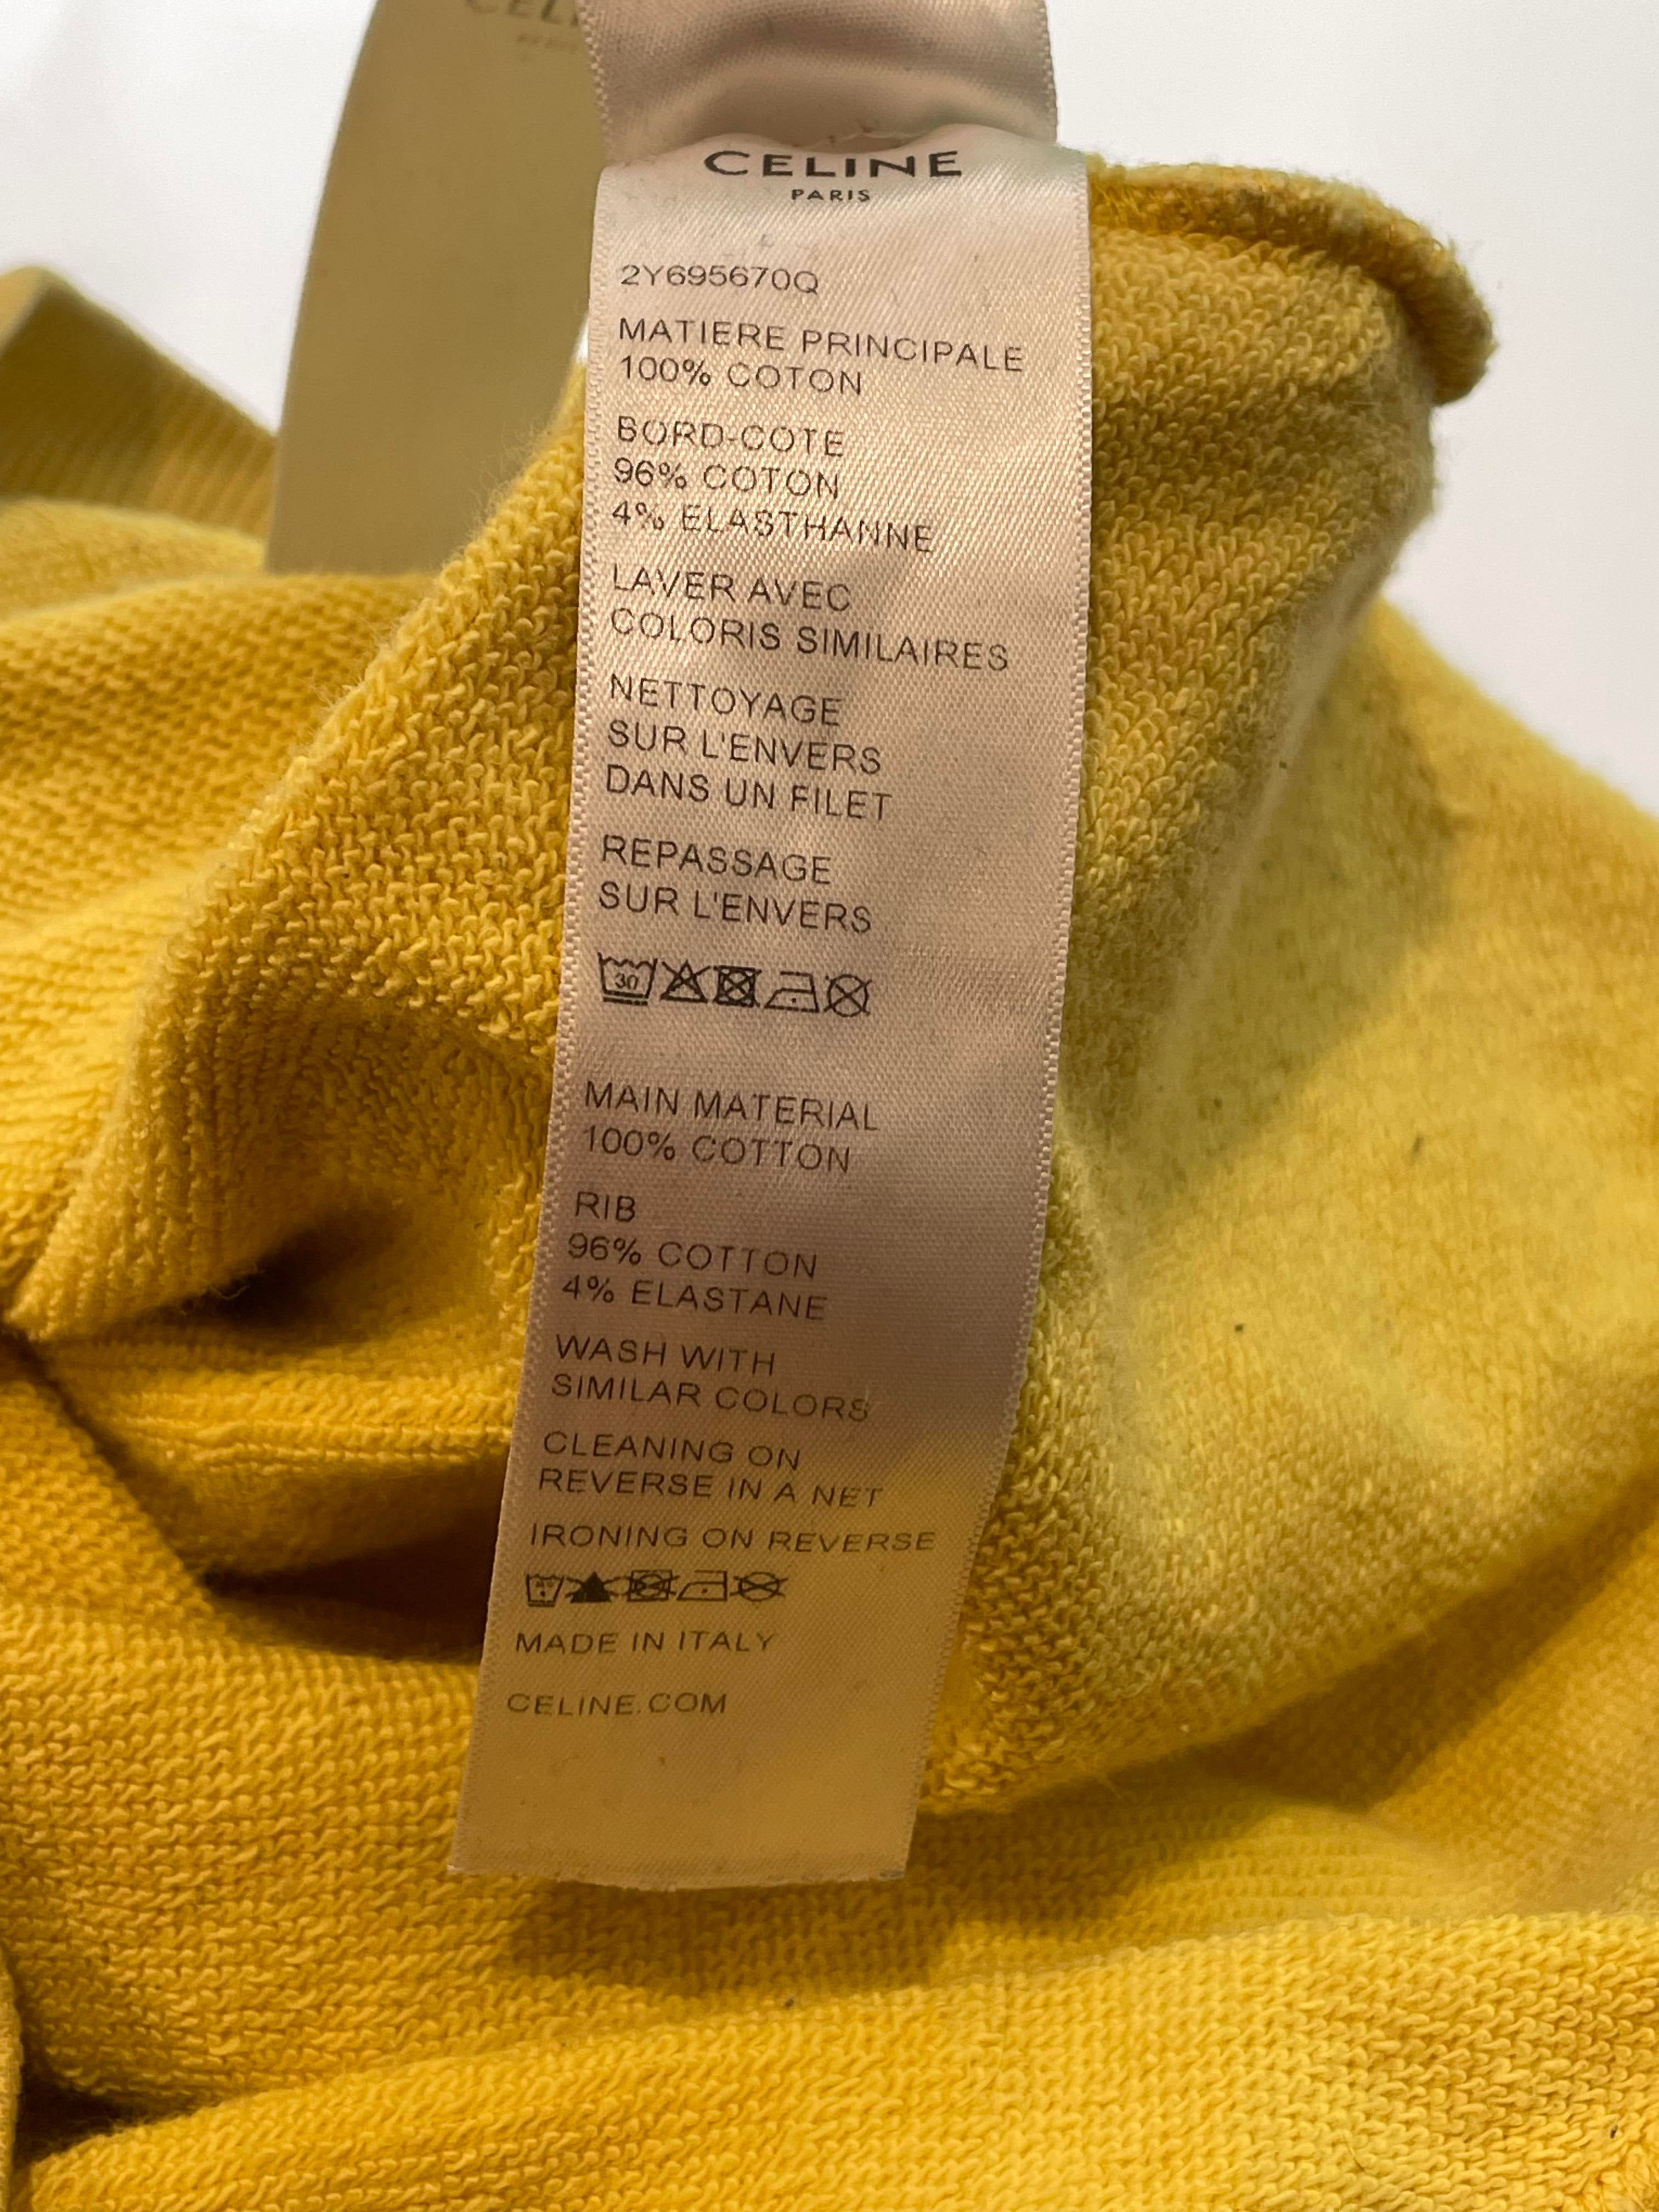 CELINE
PARIS
2Y695670Q
MATIERE PRINCIPALE
100% COTON
BORD-COTE
96% COTON
4% ELASTHANNE
LAVER AVEC
COLORIS SIMILAIRES
NETTOYAGE
SUR L'ENVERS
DANS UN FILET
REPASSAGE
SUR L'ENVERS
30
MAIN MATERIAL
100% COTTON
RIB
96% COTTON
4% ELASTANE
WASH WITH
SIMILAR COLORS
CLEANING ON
REVERSE IN A NET
IRONING ON REVERSE
MADE IN ITALY
CELINE.COM